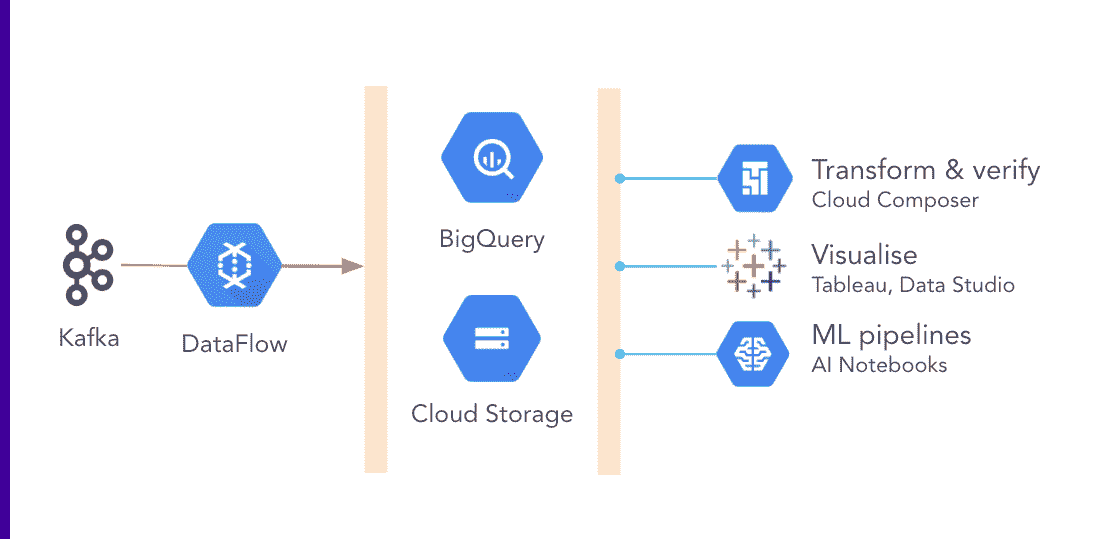 Kafka
DataFlow
BigQuery
Cloud Storage
Transform & verify
Cloud Composer
Visualise
Tableau, Data Studio
ML pipelines
AI Notebooks